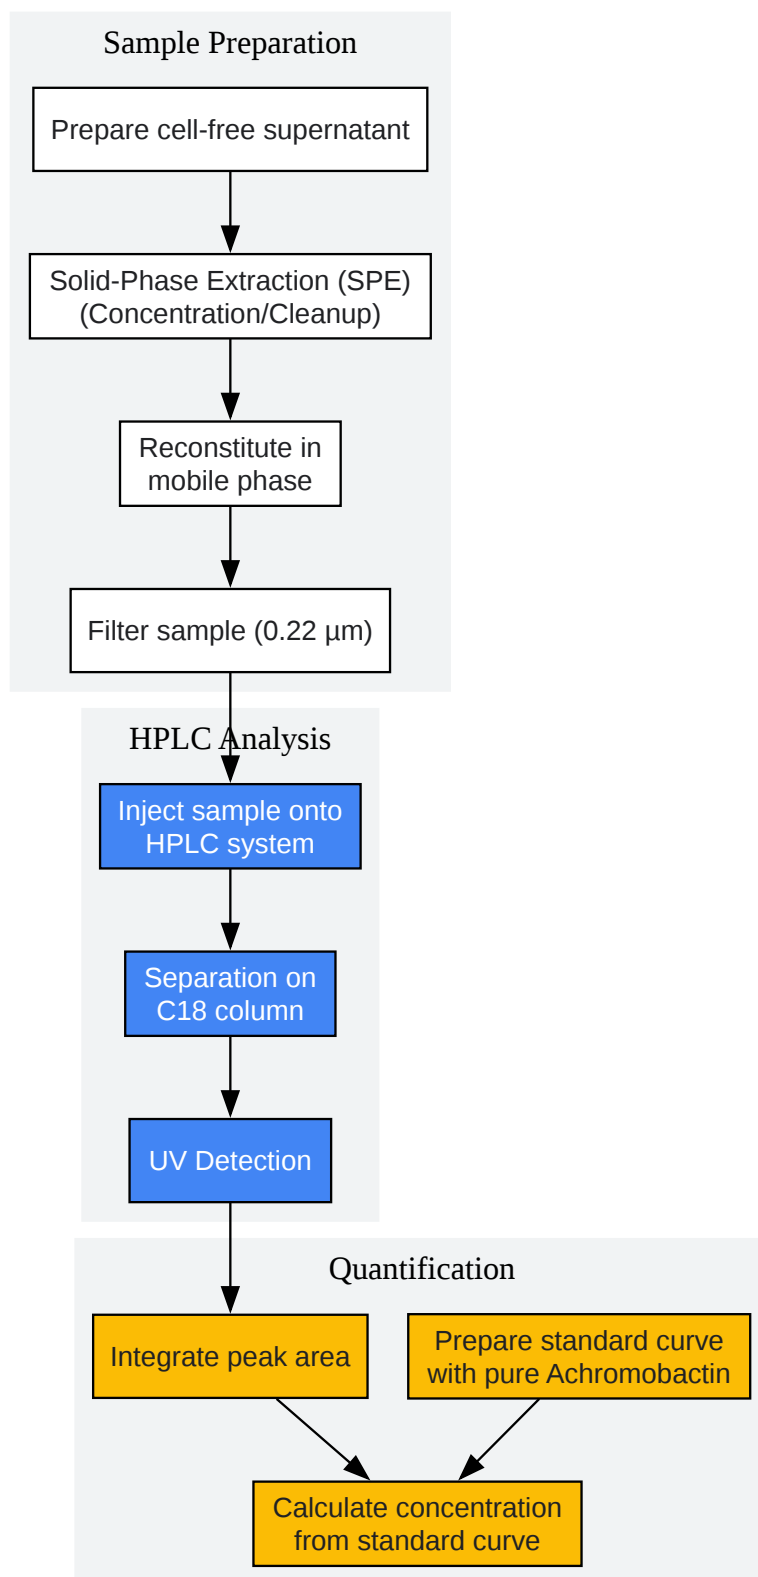 Sample Preparation
Prepare cell-free supernatant
Solid-Phase Extraction (SPE)
(Concentration/Cleanup)
Reconstitute in
mobile phase
Filter sample (0.22 µm)
HPLC Analysis
Inject sample onto
HPLC system
Separation on
C18 column
UV Detection
Quantification
Integrate peak area
Prepare standard curve
with pure Achromobactin
Calculate concentration
from standard curve